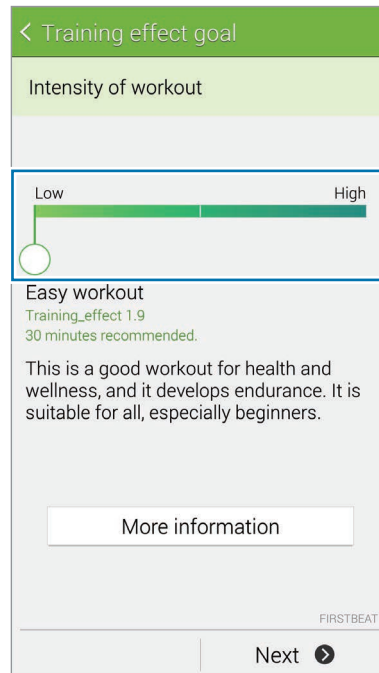 Training effect goal
Intensity of workout
Low High
Easy workout
Training_effect 1.9
30 minutes recommended.
This is a good workout for health and
wellness, and it develops endurance. It is
suitable for all, especially beginners.
More information
FIRSTBEAT
Next